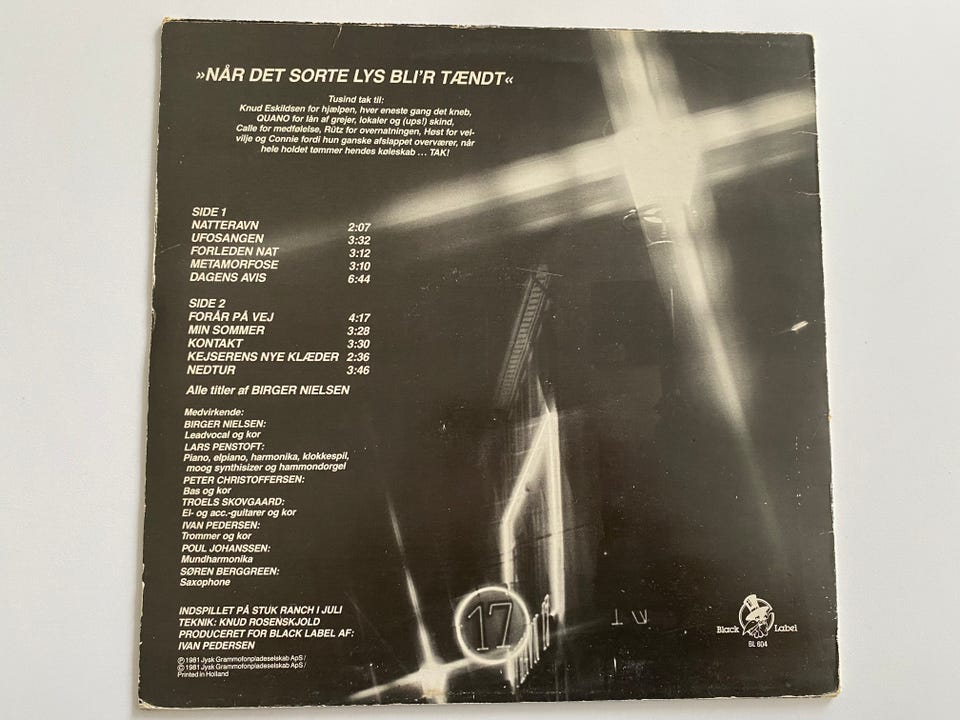 »NÅR DET SORTE LYS BLI'R TÆNDT«
Tusind tak til:
Knud Eskildsen for hjælpen, hver eneste gang det kneb,
QUANO for lån af grejer, lokaler og (ups!) skind,
Calle for medfølelse, Rütz for overnatningen, Høst for vel-
vilje og Connie fordi hun ganske afslappet overværer, når
hele holdet tømmer hendes køleskab ... TAK!
SIDE 1
NATTERAVN 2:07
UFOSANGEN 3:32
FORLEDEN NAT 3:12
METAMORFOSE 3:10
DAGENS AVIS 6:44
SIDE 2
FORÅR PÅ VEJ 4:17
MIN SOMMER 3:28
KONTAKT 3:30
KEJSERENS NYE KLÆDER 2:36
NEDTUR 3:46
Alle titler af BIRGER NIELSEN
Medvirkende:
BIRGER NIELSEN:
Leadvocal og kor
LARS PENSTOFT:
Piano, elpiano, harmonika, klokkespil,
moog synthisizer og hammondorgel
PETER CHRISTOFFERSEN:
Bas og kor
TROELS SKOVGAARD:
El- og acc.-guitarer og kor
IVAN PEDERSEN:
Trommer og kor
POUL JOHANSSEN:
Mundharmonika
SØREN BERGGREEN:
Saxophone
INDSPILLET PÅ STUK RANCH I JULI
TEKNIK: KNUD ROSENSKJOLD
PRODUCERET FOR BLACK LABEL AF:
IVAN PEDERSEN
℗ 1981 Jysk Grammofonpladeselskab ApS /
© 1981 Jysk Grammofonpladeselskab ApS /
Printed in Holland
17
Black Label
BL 604